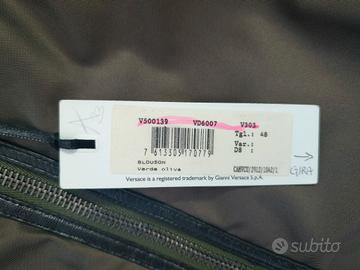 V500139 VD6007 V303
Tgl.: 48
Var.:
DS :
7 613305 170779
BLOUSON
Verde oliva
GIRA
Versace is a registered trademark by Gianni Versace S.p.A.
subito